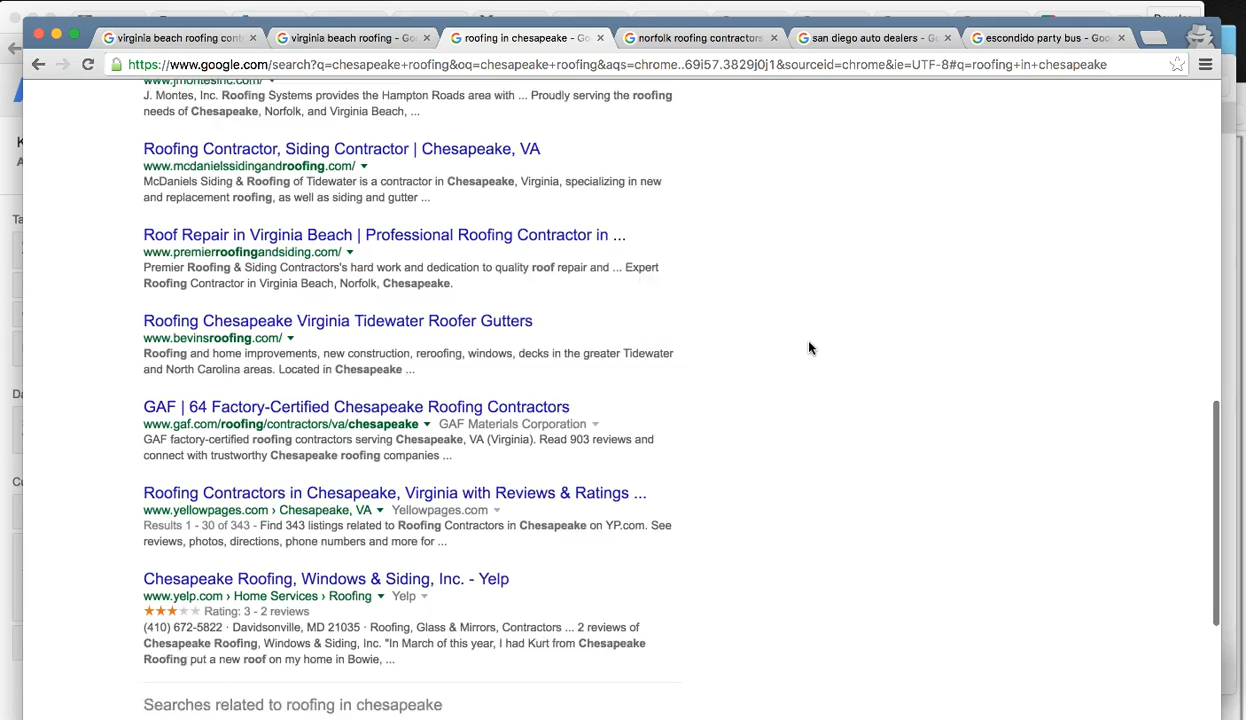 virginia beach roofing cont
virginia beach roofing - Go
roofing in chesapeake - Go
norfolk roofing contractors
san diego auto dealers - G
escondido party bus - Goo
https://www.google.com/search?q=chesapeake+roofing&oq=chesapeake+roofing&aqs=chrome..69i57.3829j0j1&sourceid=chrome&ie=UTF-8#q=roofing+in+chesapeake
www.jmontesinc.com/
J. Montes, Inc. Roofing Systems provides the Hampton Roads area with ... Proudly serving the roofing
needs of Chesapeake, Norfolk, and Virginia Beach, ...
Roofing Contractor, Siding Contractor | Chesapeake, VA
www.mcdanielssidingandroofing.com/
McDaniels Siding & Roofing of Tidewater is a contractor in Chesapeake, Virginia, specializing in new
and replacement roofing, as well as siding and gutter ...
Roof Repair in Virginia Beach | Professional Roofing Contractor in ...
www.premierroofingandsiding.com/
Premier Roofing & Siding Contractors's hard work and dedication to quality roof repair and ... Expert
Roofing Contractor in Virginia Beach, Norfolk, Chesapeake.
Roofing Chesapeake Virginia Tidewater Roofer Gutters
www.bevinsroofing.com/
Roofing and home improvements, new construction, reroofing, windows, decks in the greater Tidewater
and North Carolina areas. Located in Chesapeake ...
GAF | 64 Factory-Certified Chesapeake Roofing Contractors
www.gaf.com/roofing/contractors/va/chesapeake GAF Materials Corporation
GAF factory-certified roofing contractors serving Chesapeake, VA (Virginia). Read 903 reviews and
connect with trustworthy Chesapeake roofing companies ...
Roofing Contractors in Chesapeake, Virginia with Reviews & Ratings ...
www.yellowpages.com › Chesapeake, VA Yellowpages.com
Results 1 - 30 of 343 - Find 343 listings related to Roofing Contractors in Chesapeake on YP.com. See
reviews, photos, directions, phone numbers and more for ...
Chesapeake Roofing, Windows & Siding, Inc. - Yelp
www.yelp.com › Home Services › Roofing Yelp
Rating: 3 - 2 reviews
(410) 672-5822 · Davidsonville, MD 21035 · Roofing, Glass & Mirrors, Contractors ... 2 reviews of
Chesapeake Roofing, Windows & Siding, Inc. "In March of this year, I had Kurt from Chesapeake
Roofing put a new roof on my home in Bowie, ...
Searches related to roofing in chesapeake